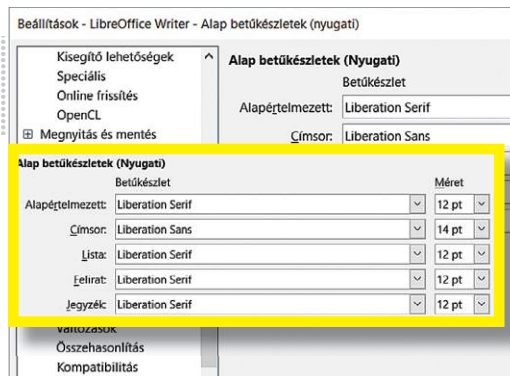 Beállítások - LibreOffice Writer - Alap betűkészletek (nyugati)
Kisegítő lehetőségek
Speciális
Online frissítés
OpenCL
Megnyitás és mentés
Alap betűkészletek (Nyugati)
Betűkészlet
Alapértelmezett: Liberation Serif
Címsor: Liberation Sans
Alap betűkészletek (Nyugati)
Betűkészlet Méret
Alapértelmezett: Liberation Serif 12 pt
Címsor: Liberation Sans 14 pt
Lista: Liberation Serif 12 pt
Felirat: Liberation Serif 12 pt
Jegyzék: Liberation Serif 12 pt
Változások
Összehasonlítás
Kompatibilitás